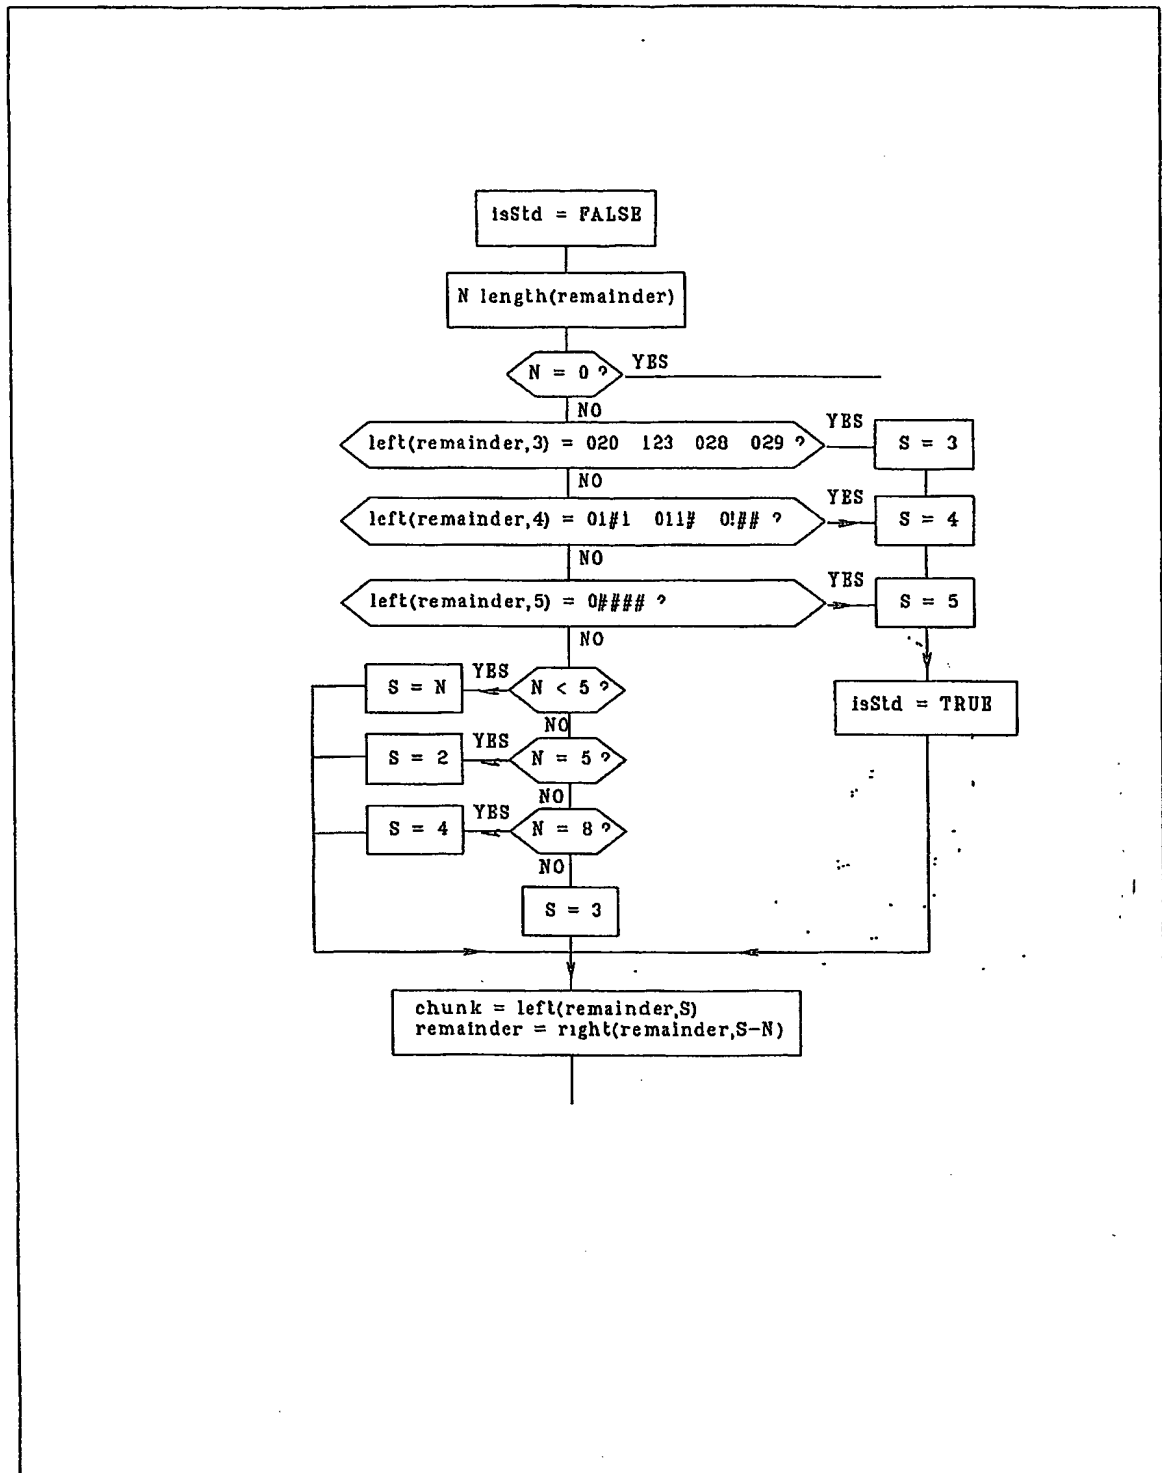 isStd = FALSE
N length(remainder)
N = 0 ?
YES
NO
left(remainder,3) = 020 123 028 029 ?
YES
S = 3
NO
left(remainder,4) = 01#1 011# 0!## ?
YES
S = 4
NO
left(remainder,5) = 0#### ?
YES
S = 5
NO
S = N
YES
N < 5 ?
isStd = TRUE
NO
S = 2
YES
N = 5 ?
NO
S = 4
YES
N = 8 ?
NO
S = 3
chunk = left(remainder,S)
remainder = right(remainder,S-N)